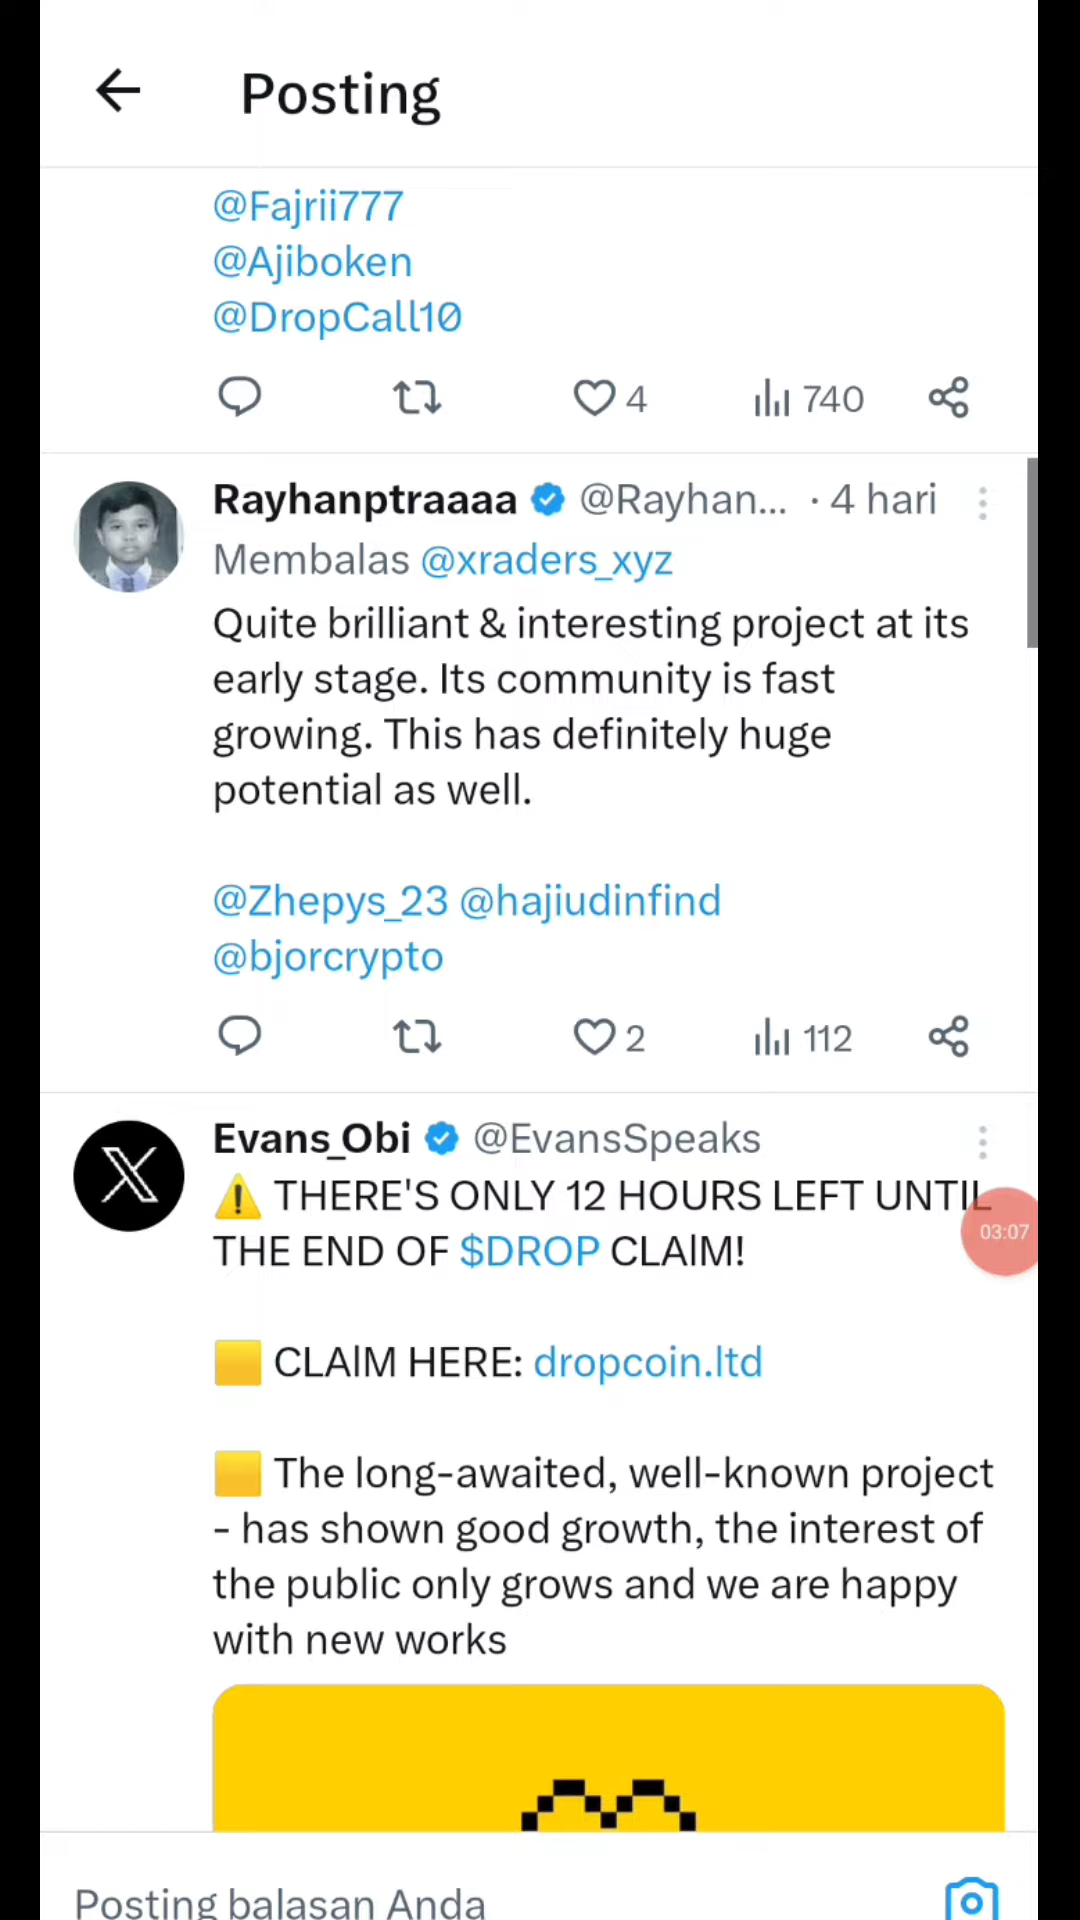 Posting
@Fajrii777
@Ajiboken
@DropCall10
4 740
Rayhanptraaaa @Rayhan... · 4 hari
Membalas @xraders_xyz
Quite brilliant & interesting project at its
early stage. Its community is fast
growing. This has definitely huge
potential as well.
@Zhepys_23 @hajiudinfind
@bjorcrypto
2 112
Evans_Obi @EvansSpeaks
⚠️ THERE'S ONLY 12 HOURS LEFT UNTIL
THE END OF $DROP CLAlM!
03:07
🟨 CLAlM HERE: dropcoin.ltd
🟨 The long-awaited, well-known project
- has shown good growth, the interest of
the public only grows and we are happy
with new works
Posting balasan Anda